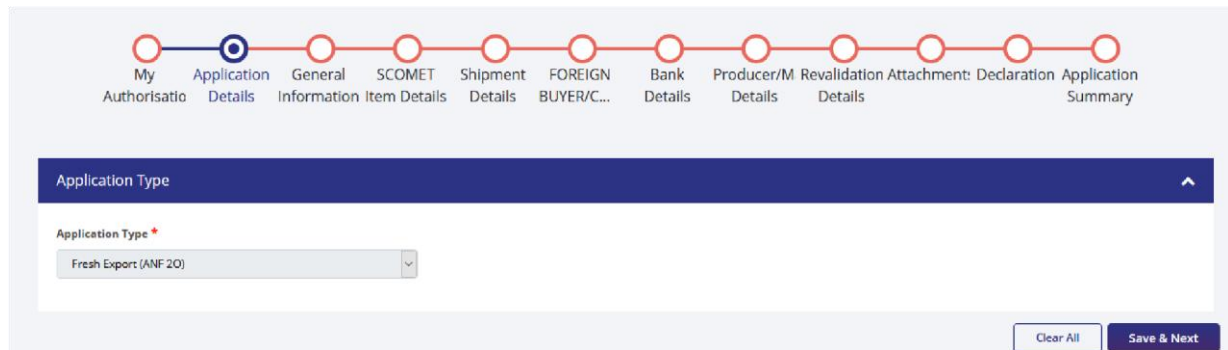 My Application General SCOMET Shipment FOREIGN Bank Producer/M Revalidation Attachment: Declaration Application
Authorisatio Details Information Item Details Details BUYER/C... Details Details Details Summary
Application Type
Application Type *
Fresh Export (ANF 2O)
Clear All Save & Next